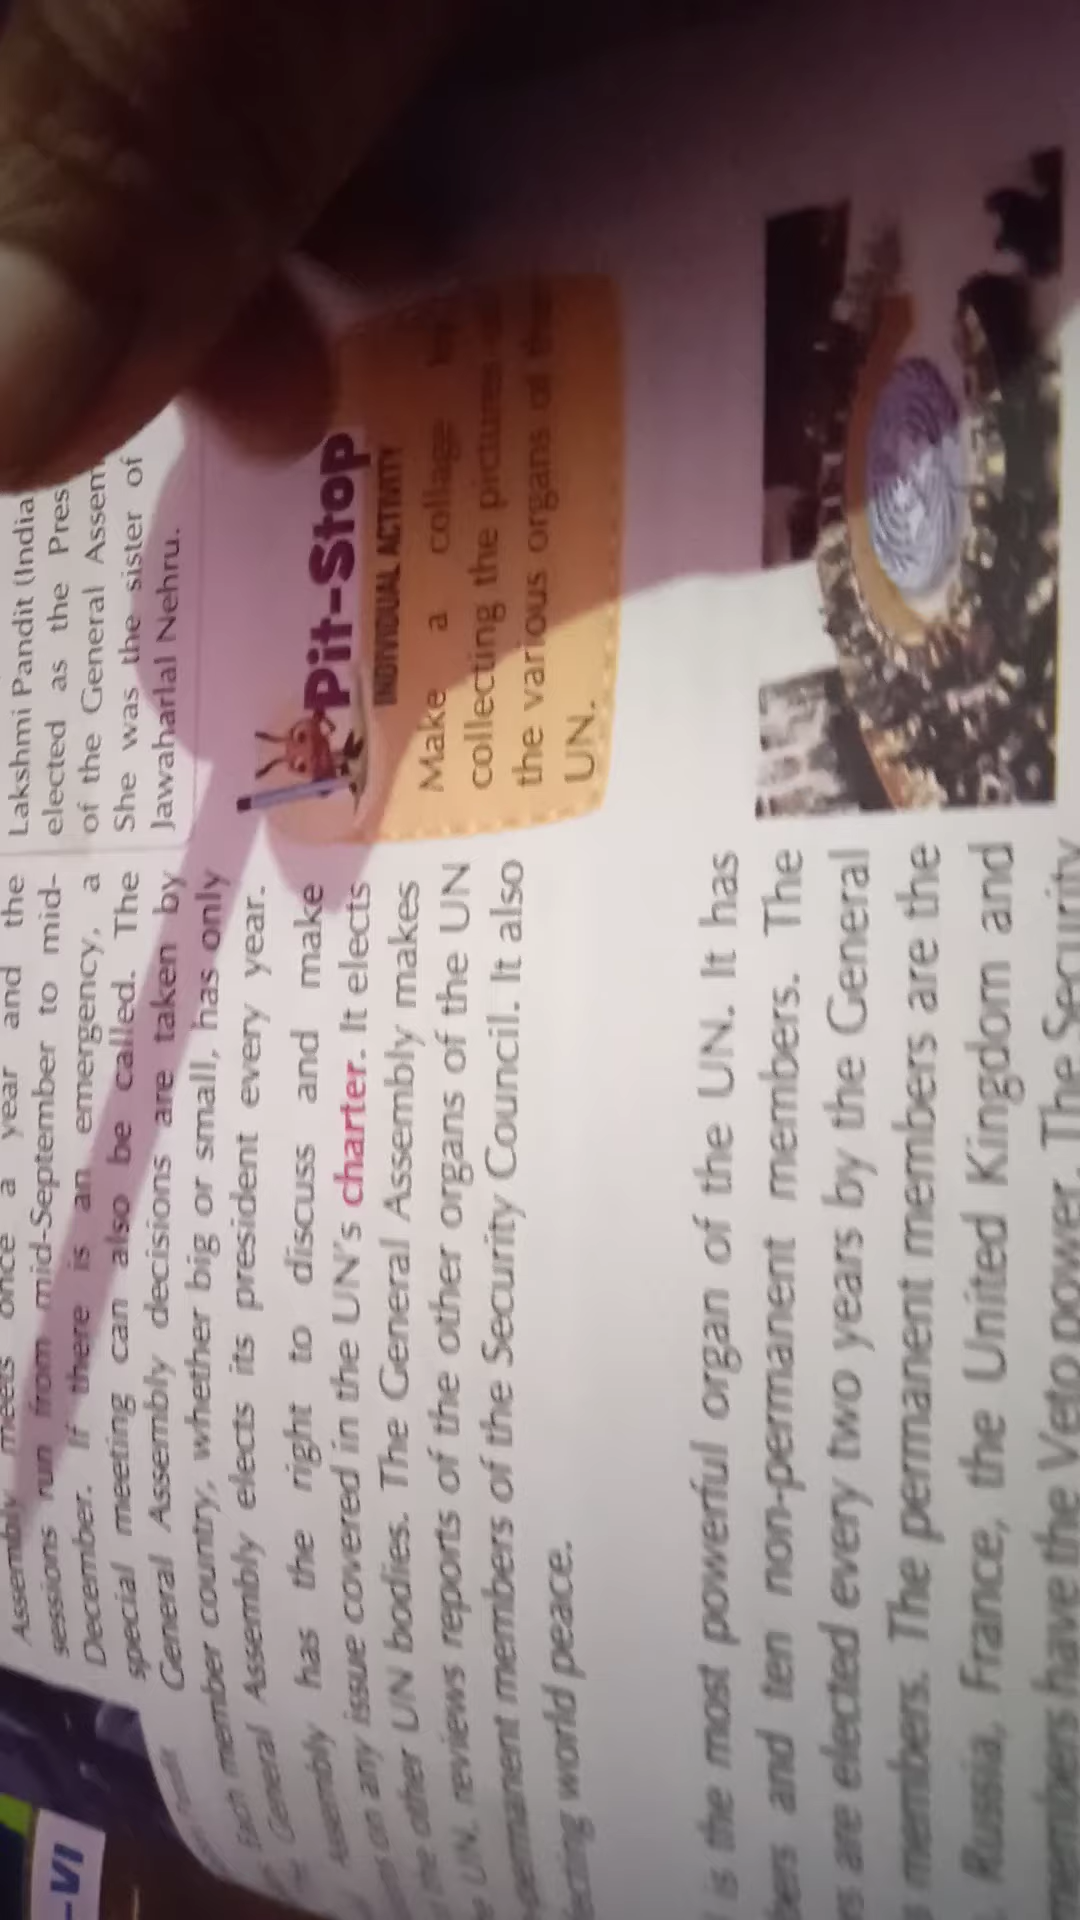 Assembly meets once a year and the
sessions run from mid-September to mid-
December. If there is an emergency, a
special meeting can also be called. The
General Assembly decisions are taken by
member country, whether big or small, has only
Each General Assembly elects its president every year.
Assembly has the right to discuss and make
on any issue covered in the UN's charter. It elects
the other UN bodies. The General Assembly makes
UN, reviews reports of the other organs of the UN
permanent members of the Security Council. It also
world peace.
Lakshmi Pandit (India
elected as the Pres
of the General Assem
She was the sister of
Jawaharlal Nehru.
Pit-Stop
INDIVIDUAL ACTIVITY
Make a collage
collecting the pictures
the various organs of the
UN.
is the most powerful organ of the UN. It has
and ten non-permanent members. The
are elected every two years by the General
members. The permanent members are the
Russia, France, the United Kingdom and
have the Veto power. The Security
-VI